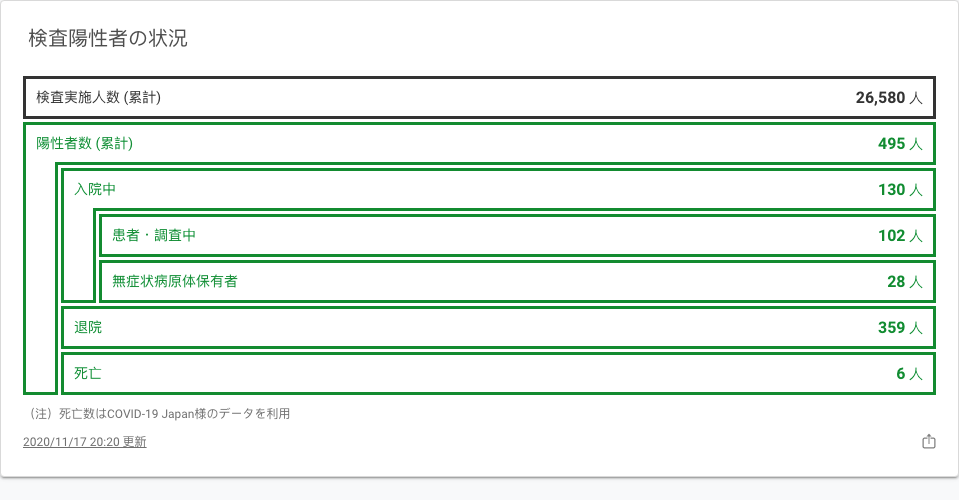 検査陽性者の状況
検査実施人数 (累計) 26,580 人
陽性者数 (累計) 495 人
入院中 130 人
患者・調査中 102 人
無症状病原体保有者 28 人
退院 359 人
死亡 6 人
（注）死亡数はCOVID-19 Japan様のデータを利用
2020/11/17 20:20 更新